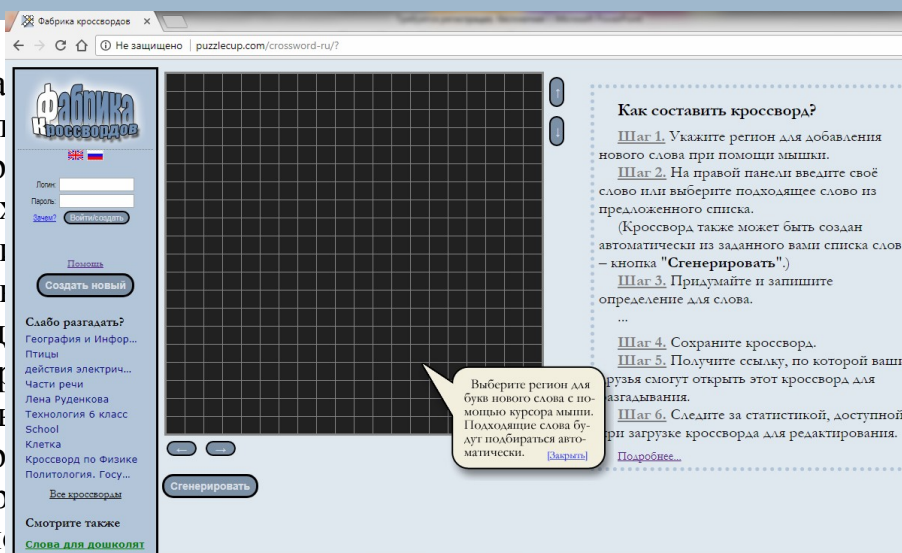 Фабрика кроссвордов
Не защищено | puzzlecup.com/crossword-ru/?
Фабрика
Кроссвордов
Логин:
Пароль:
Зачем? Войти/создать
Помощь
Создать новый
Слабо разгадать?
География и Инфор...
Птицы
действия электрич...
Части речи
Лена Руденкова
Технология 6 класс
School
Клетка
Кроссворд по Физике
Политология. Госу...
Все кроссворды
Смотрите также
Слова для дошколят
Сгенерировать
Выберите регион для
букв нового слова с по-
мощью курсора мыши.
Подходящие слова бу-
дут подбираться авто-
матически. [Закрыть]
Как составить кроссворд?
Шаг 1. Укажите регион для добавления
нового слова при помощи мышки.
Шаг 2. На правой панели введите своё
слово или выберите подходящее слово из
предложенного списка.
(Кроссворд также может быть создан
автоматически из заданного вами списка слов
– кнопка "Сгенерировать".)
Шаг 3. Придумайте и запишите
определение для слова.
...
Шаг 4. Сохраните кроссворд.
Шаг 5. Получите ссылку, по которой ваши
друзья смогут открыть этот кроссворд для
разгадывания.
Шаг 6. Следите за статистикой, доступной
при загрузке кроссворда для редактирования.
Подробнее...